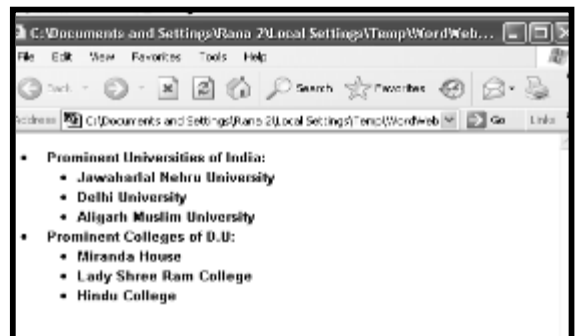 C:\Documents and Settings\Rana 2\Local Settings\Temp\WordWeb...
File Edit View Favorites Tools Help
Back Search Favorites
Address C:\Documents and Settings\Rana 2\Local Settings\Temp\Wordweb Go Links
• Prominent Universities of India:
• Jawaharlal Nehru University
• Delhi University
• Aligarh Muslim University
• Prominent Colleges of D.U:
• Miranda House
• Lady Shree Ram College
• Hindu College